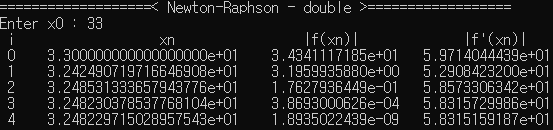 ====================< Newton-Raphson - double >===================
Enter x0 : 33
i xn |f(xn)| |f'(xn)|
0 3.300000000000000000e+01 3.4341117185e+01 5.9714044439e+01
1 3.242490719716646908e+01 3.1959935880e+00 5.2908423200e+01
2 3.248531333657943776e+01 1.7627936449e-01 5.8573306342e+01
3 3.248230378537768104e+01 3.8693000626e-04 5.8315729986e+01
4 3.248229715028957543e+01 1.8935022439e-09 5.8315159187e+01